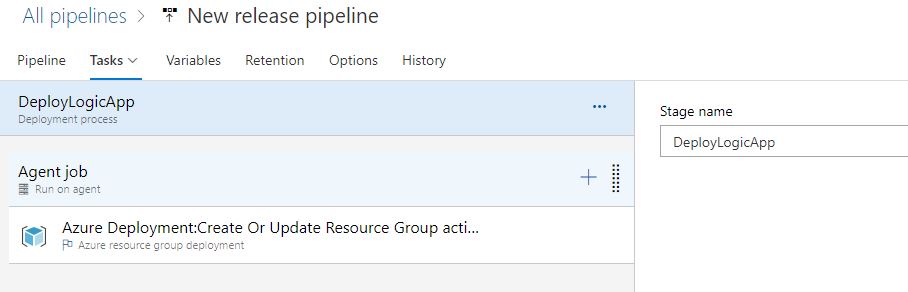 All pipelines > New release pipeline
Pipeline Tasks Variables Retention Options History
DeployLogicApp
Deployment process
...
Stage name
DeployLogicApp
Agent job
Run on agent
Azure Deployment:Create Or Update Resource Group acti...
Azure resource group deployment